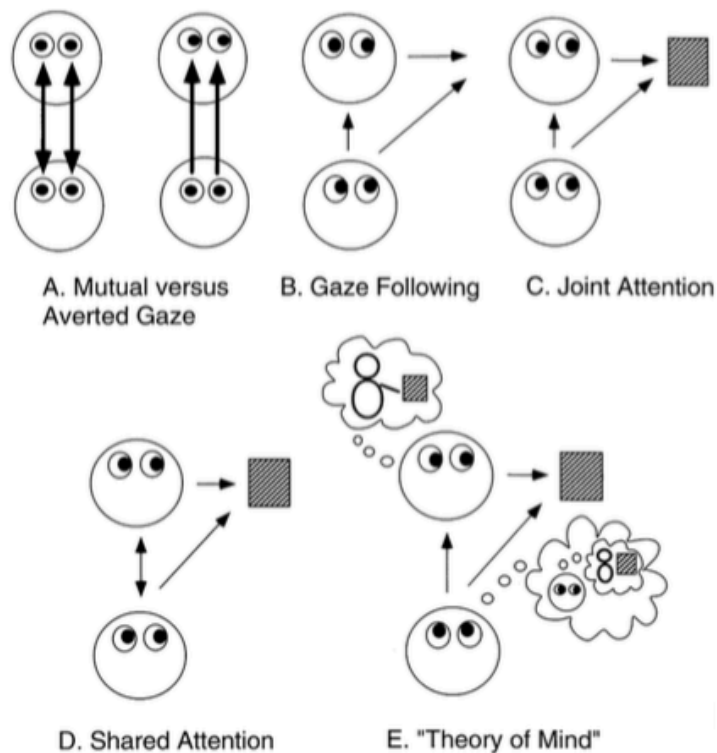 A. Mutual versus
Averted Gaze
B. Gaze Following
C. Joint Attention
D. Shared Attention
E. "Theory of Mind"